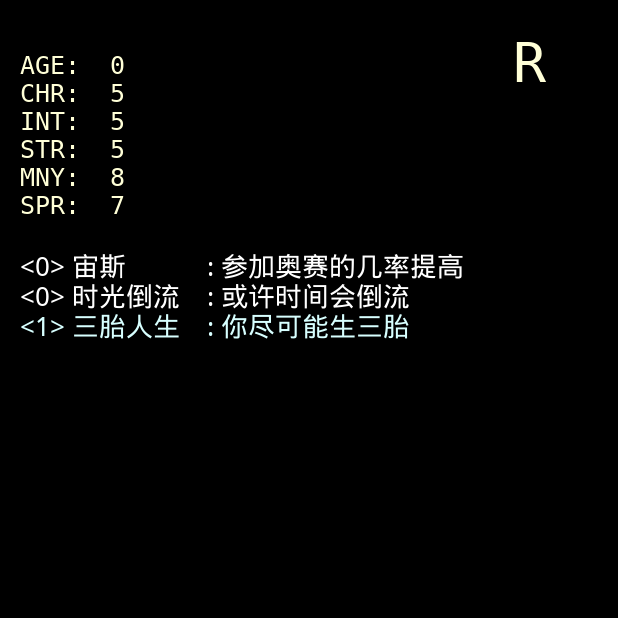 R
AGE: 0
CHR: 5
INT: 5
STR: 5
MNY: 8
SPR: 7
<0> 宙斯 : 参加奥赛的几率提高
<0> 时光倒流 : 或许时间会倒流
<1> 三胎人生 : 你尽可能生三胎